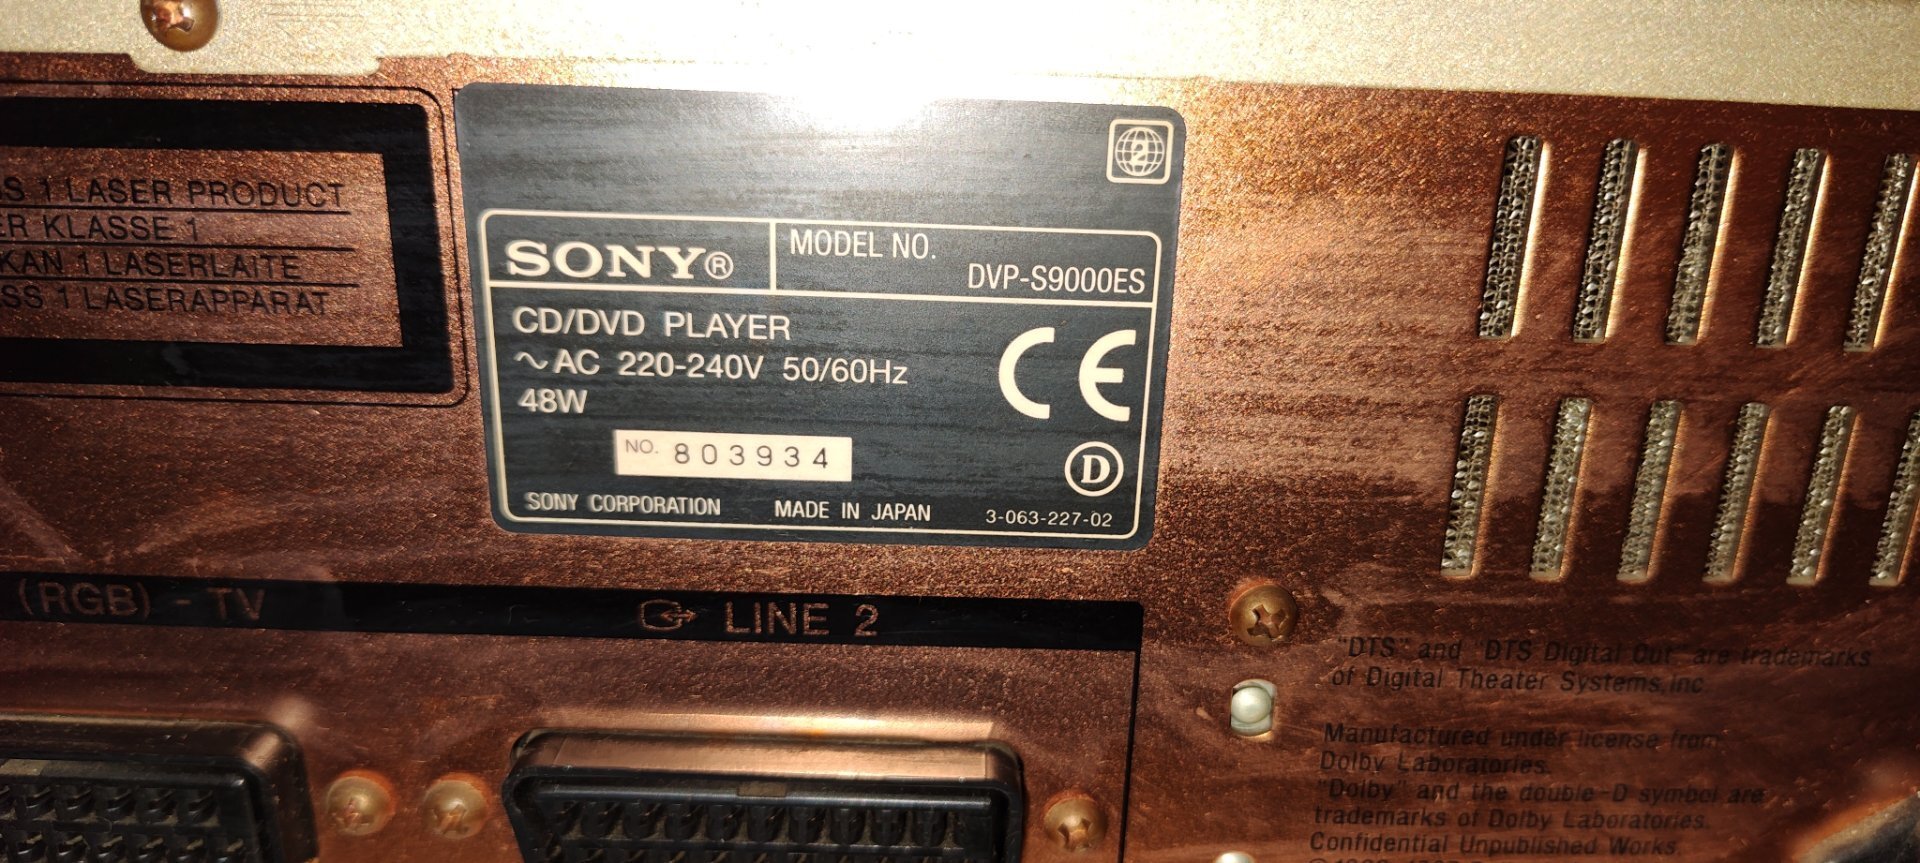 S 1 LASER PRODUCT
ER KLASSE 1
KAN 1 LASERLAITE
SS 1 LASERAPPARAT
2
SONY®
MODEL NO.
DVP-S9000ES
CD/DVD PLAYER
～AC 220-240V 50/60Hz
48W
NO. 803934
CE
D
SONY CORPORATION MADE IN JAPAN 3-063-227-02
(RGB) - TV
LINE 2
"DTS" and "DTS Digital Out" are trademarks
of Digital Theater Systems, Inc.
Manufactured under license from
Dolby Laboratories.
"Dolby" and the double-D symbol are
trademarks of Dolby Laboratories.
Confidential Unpublished Works.